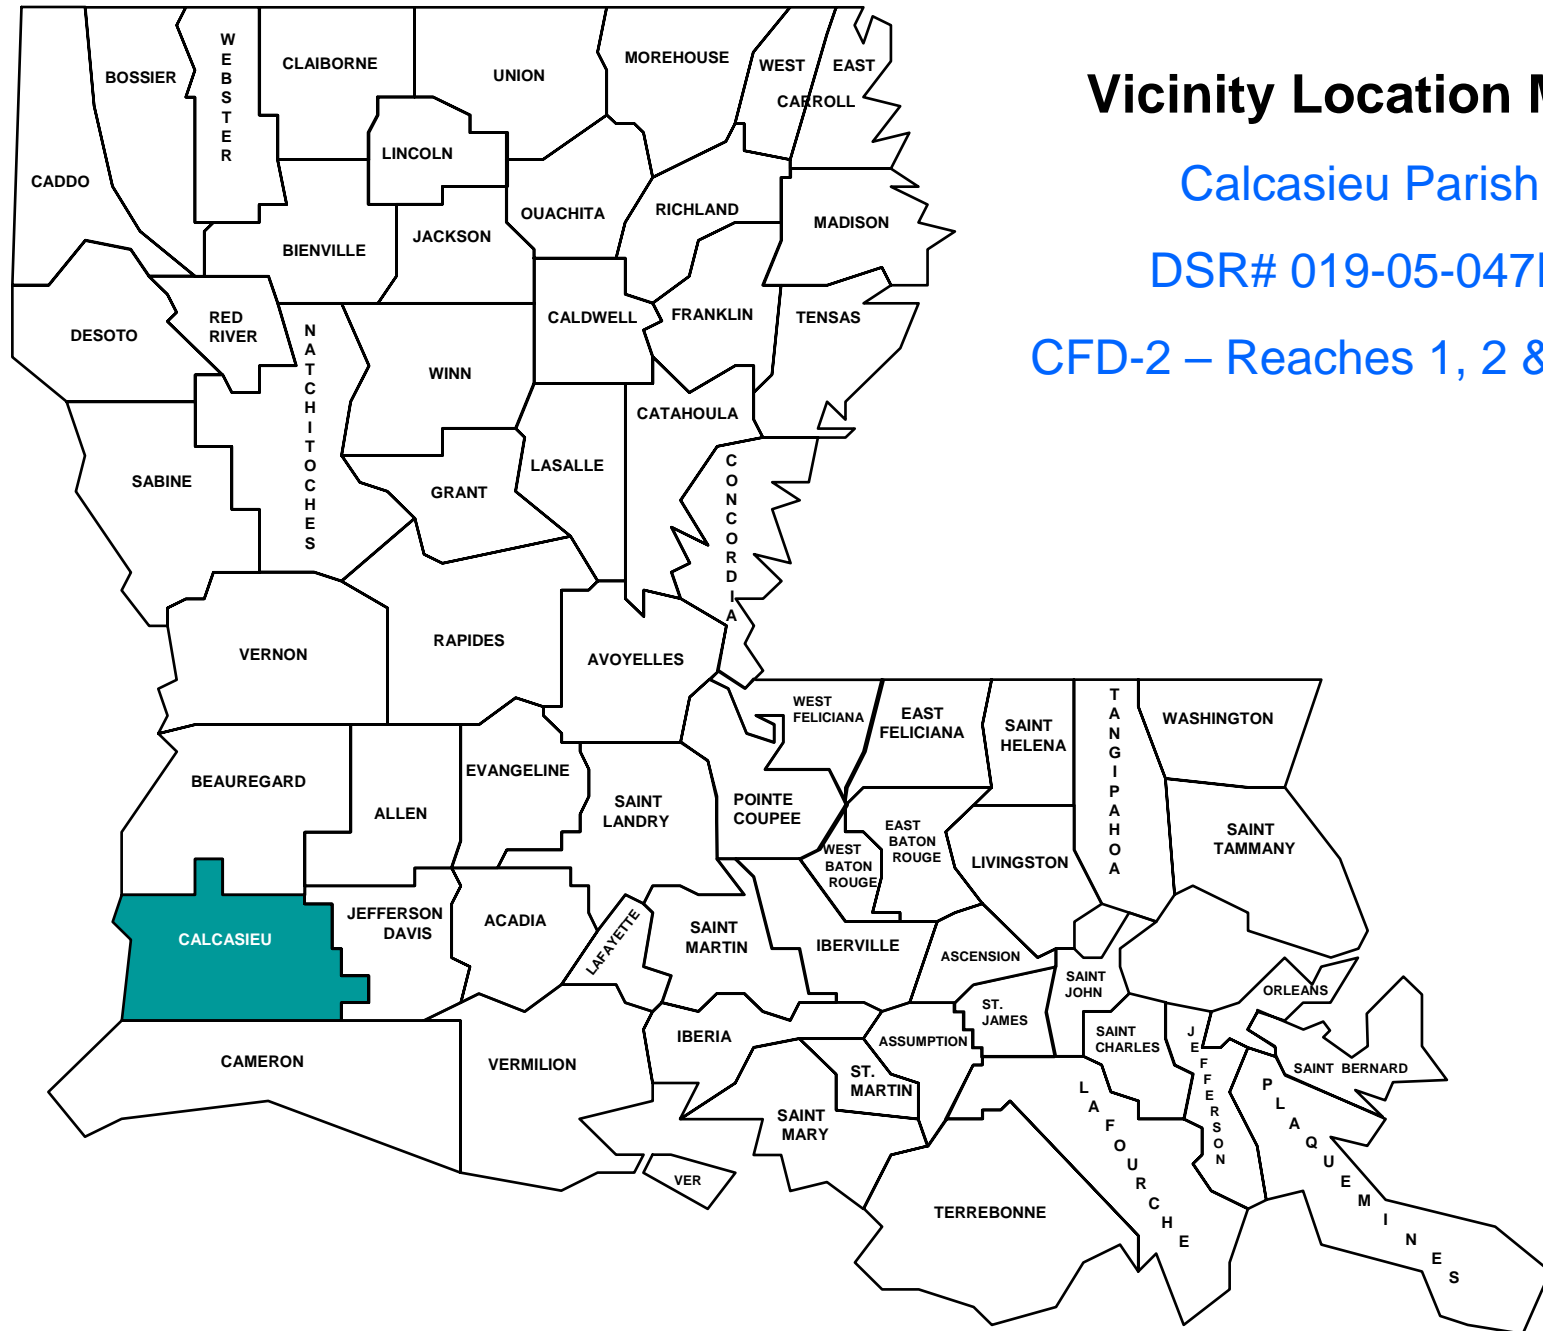 Vicinity Location M
Calcasieu Parish
DSR# 019-05-047
CFD-2 – Reaches 1, 2 &
WEBSTER
BOSSIER
CLAIBORNE
UNION
MOREHOUSE
WEST
EAST
CARROLL
CADDO
LINCOLN
OUACHITA
RICHLAND
MADISON
BIENVILLE
JACKSON
DESOTO
RED
RIVER
NATCHITOCHES
CALDWELL
FRANKLIN
TENSAS
WINN
CATAHOULA
SABINE
GRANT
LASALLE
CONCORDIA
VERNON
RAPIDES
AVOYELLES
WEST
FELICIANA
EAST
FELICIANA
SAINT
HELENA
TANGIPAHOA
WASHINGTON
BEAUREGARD
ALLEN
EVANGELINE
SAINT
LANDRY
POINTE
COUPEE
WEST
BATON
ROUGE
EAST
BATON
ROUGE
LIVINGSTON
SAINT
TAMMANY
CALCASIEU
JEFFERSON
DAVIS
ACADIA
LAFAYETTE
SAINT
MARTIN
IBERVILLE
ASCENSION
SAINT
JOHN
ORLEANS
CAMERON
VERMILION
IBERIA
ASSUMPTION
ST.
JAMES
SAINT
CHARLES
JEFFERSON
SAINT BERNARD
ST.
MARTIN
SAINT
MARY
LAFOURCHE
PLAQUEMINES
VER
TERREBONNE